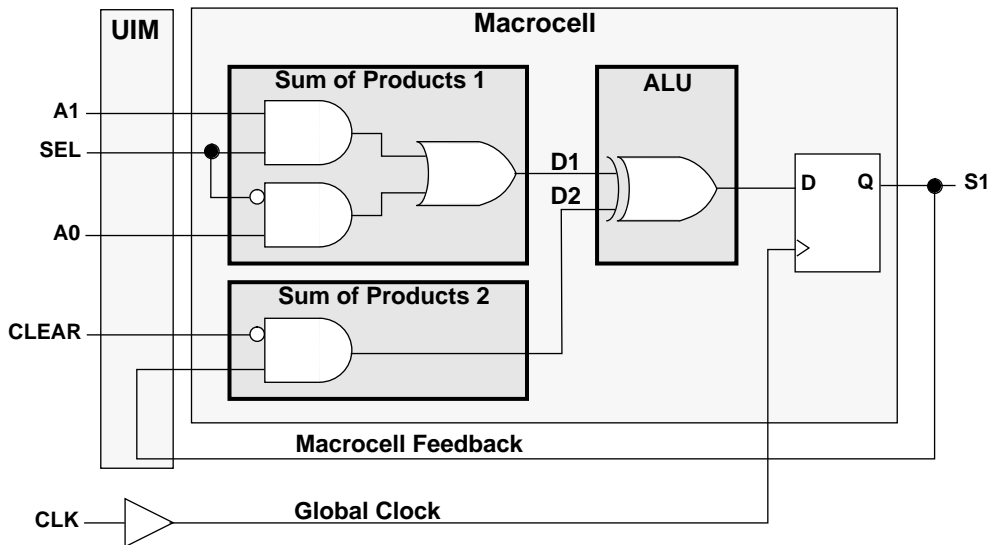 UIM
Macrocell
Sum of Products 1
ALU
A1
SEL
D1
D2
D Q
S1
A0
Sum of Products 2
CLEAR
Macrocell Feedback
CLK
Global Clock